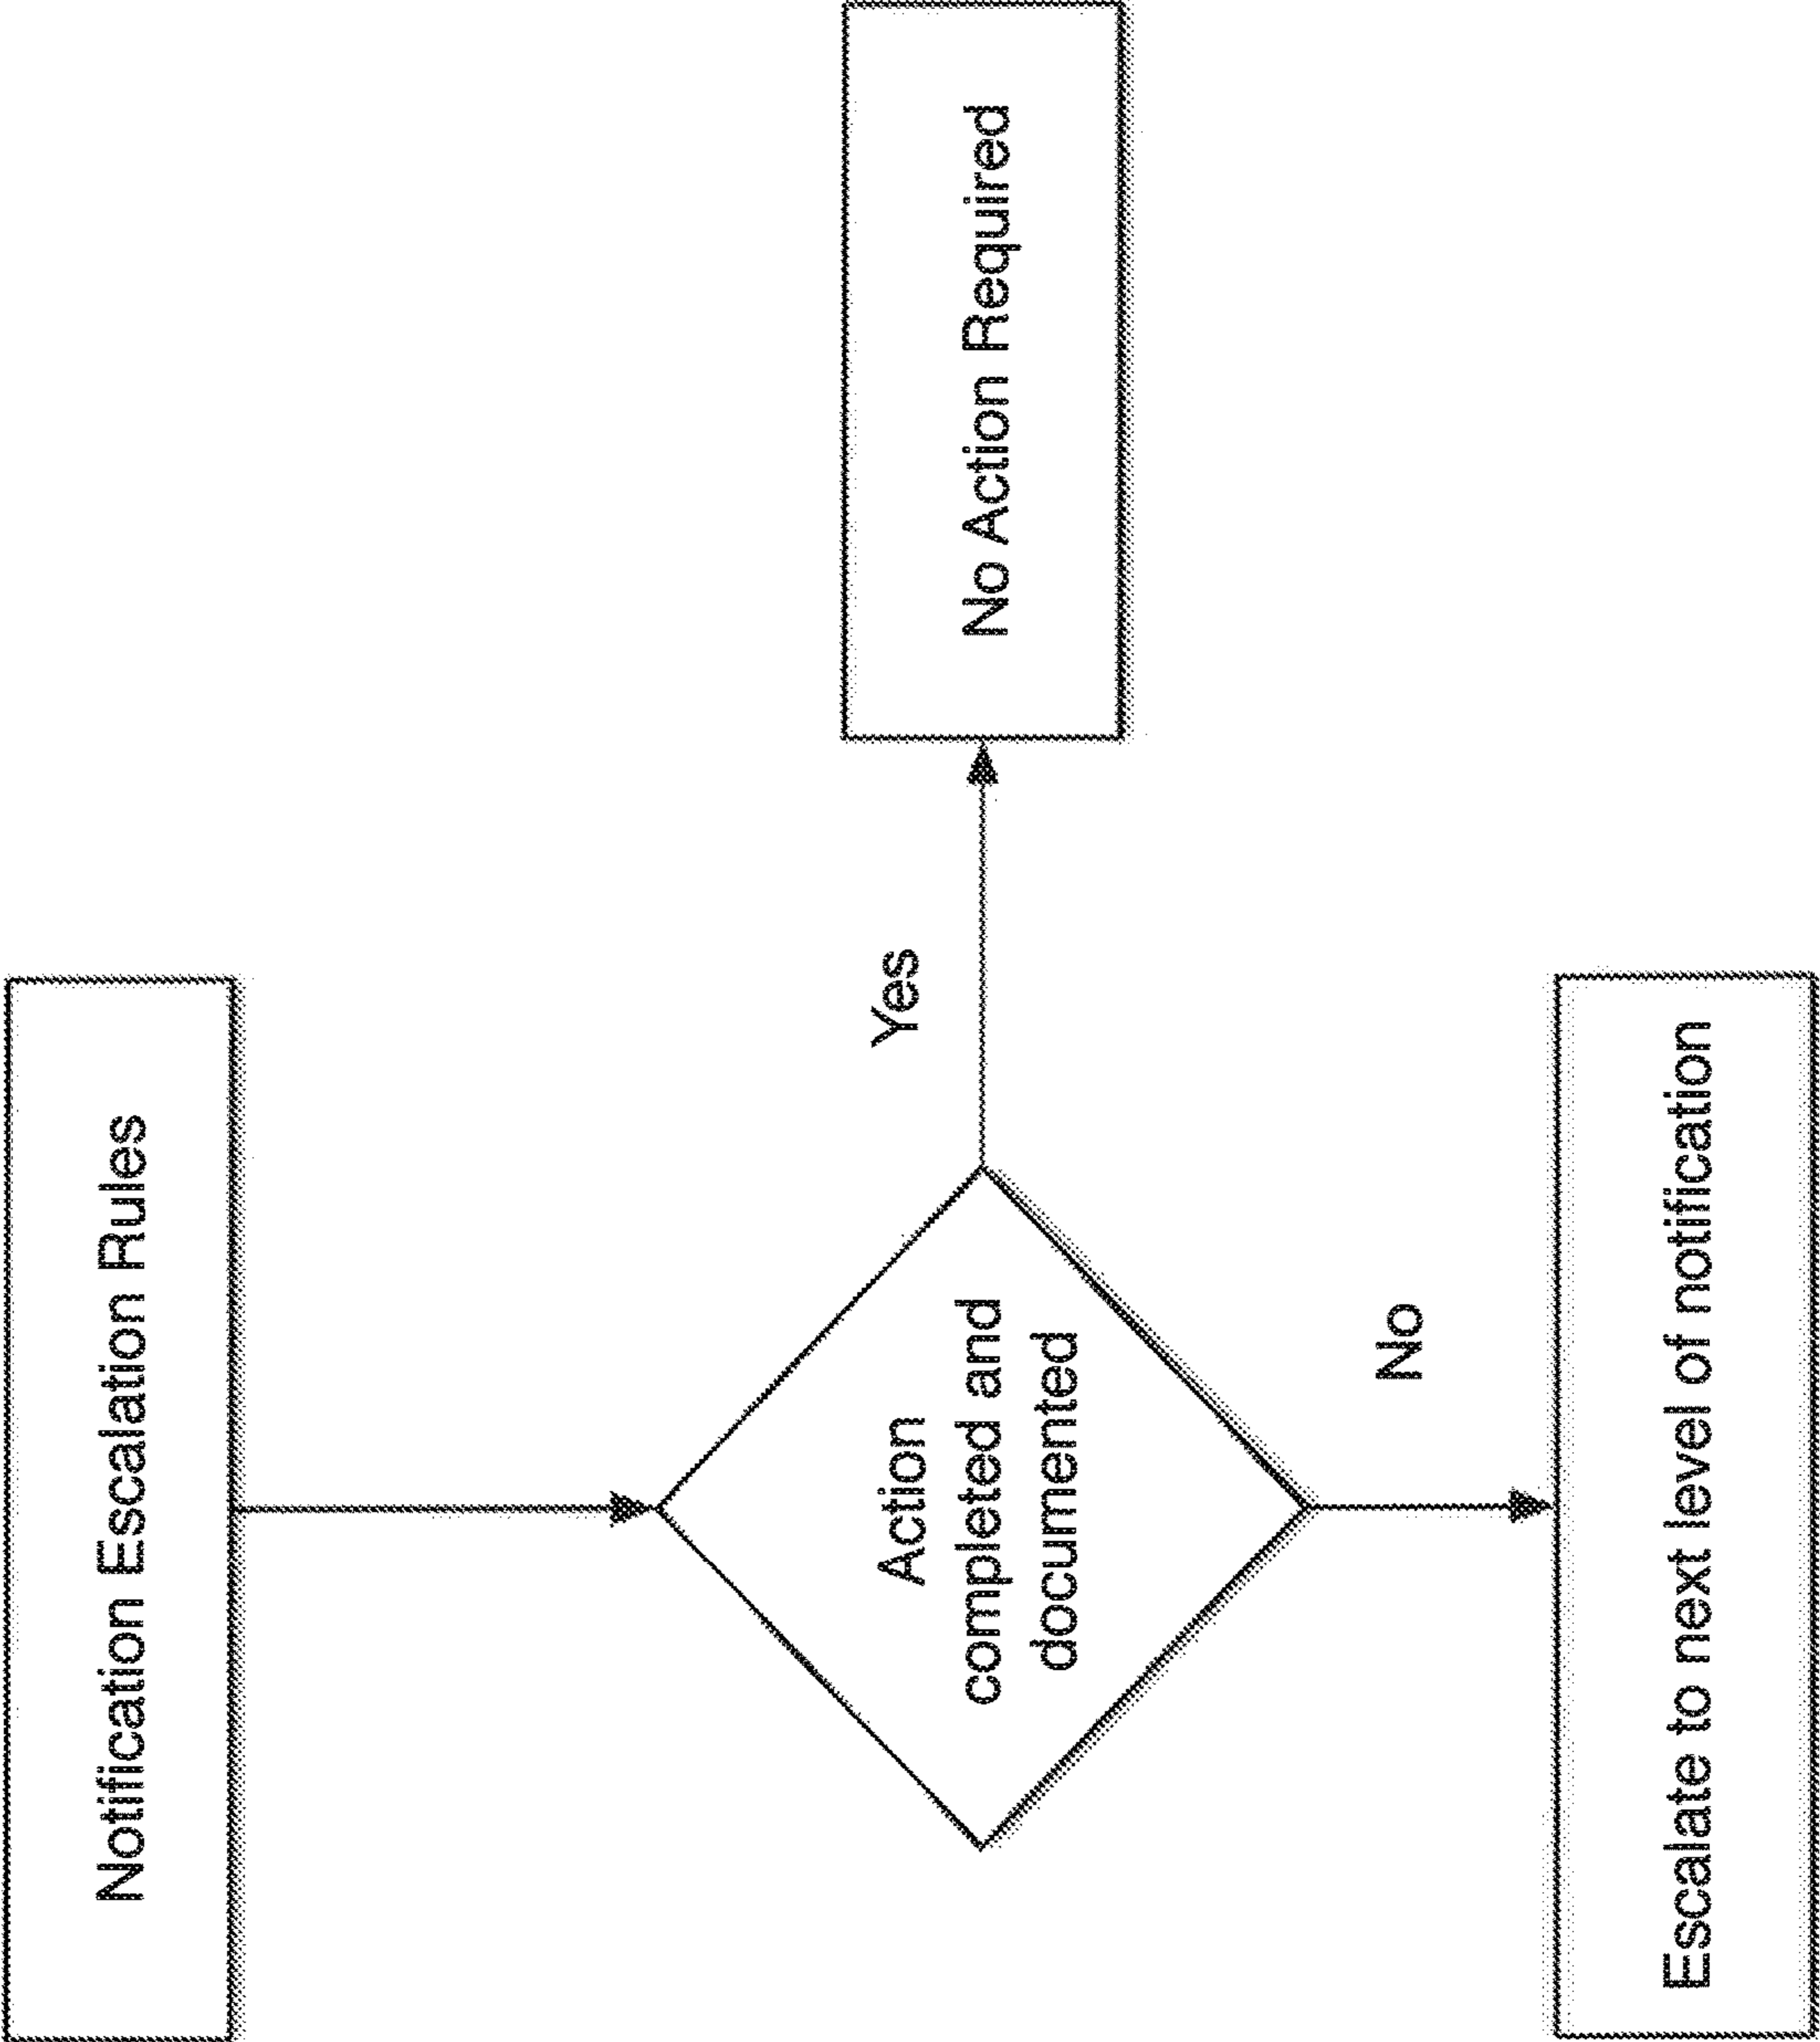 Notification Escalation Rules
Action
completed and
documented
Yes
No Action Required
No
Escalate to next level of notification